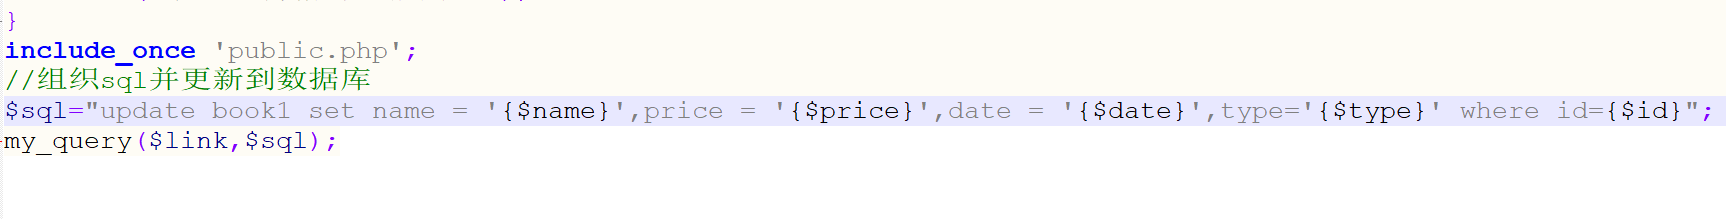 }
include_once 'public.php';
//组织sql并更新到数据库
$sql="update book1 set name = '{$name}',price = '{$price}',date = '{$date}',type='{$type}' where id={$id}";
my_query($link,$sql);